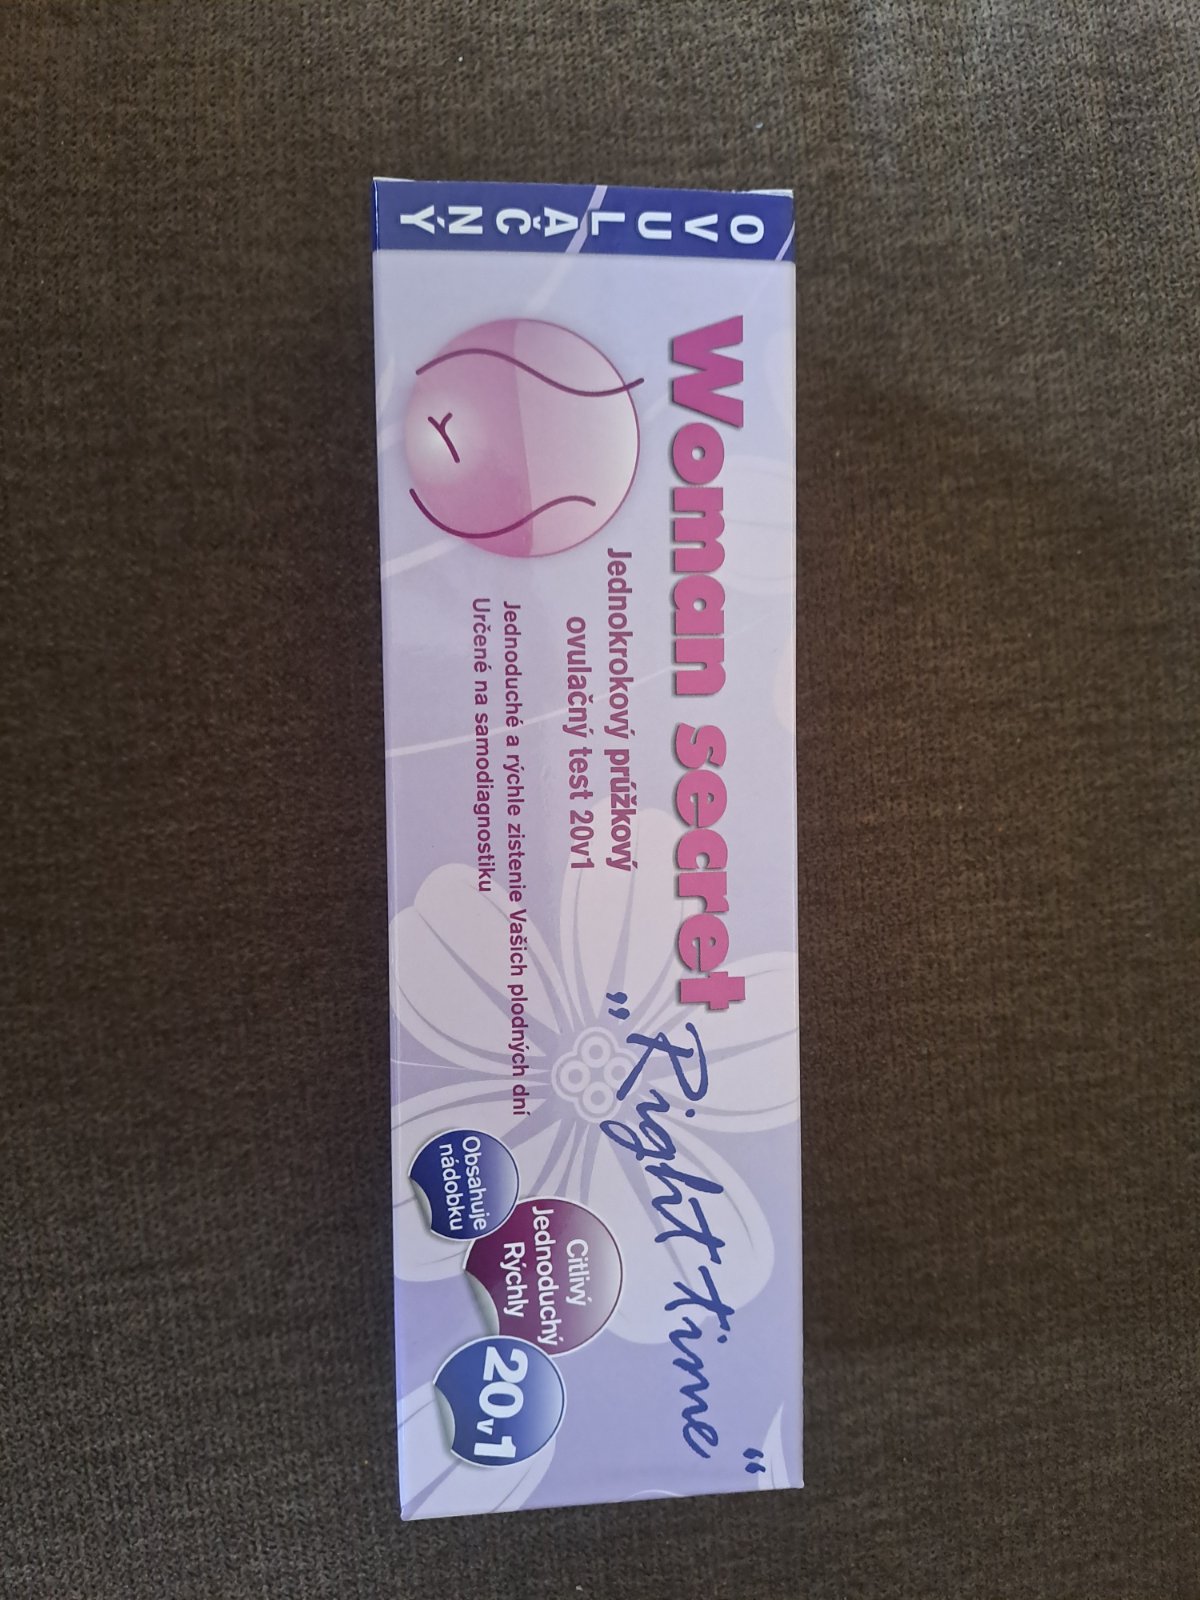 OVULAČNÝ
Woman secret
„Right time“
Jednokrokový prúžkový
ovulačný test 20v1
Jednoduché a rýchle zistenie Vašich plodných dní
Určené na samodiagnostiku
Obsahuje
nádobku
Citlivý
Jednoduchý
Rýchly
20v1